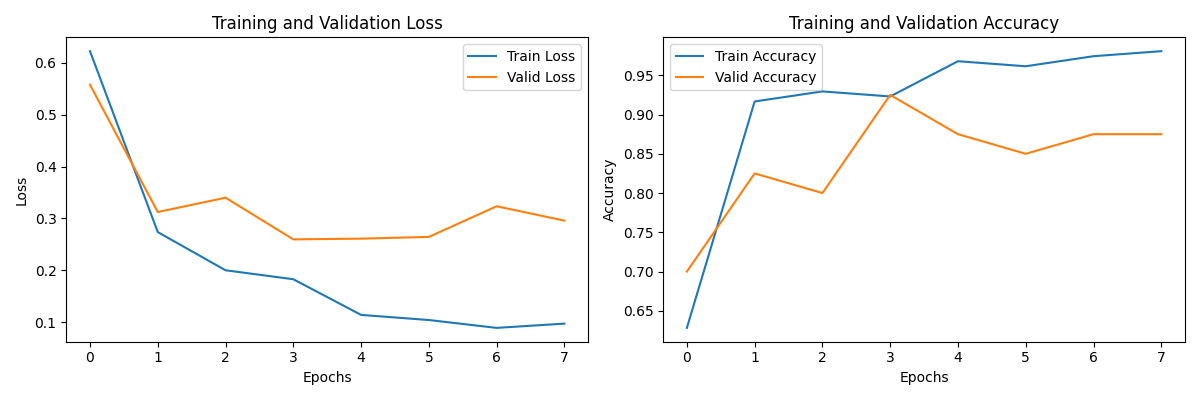 Training and Validation Loss
Train Loss
Valid Loss
0.6
0.5
0.4
0.3
0.2
0.1
Loss
0 1 2 3 4 5 6 7
Epochs
Training and Validation Accuracy
Train Accuracy
Valid Accuracy
0.95
0.90
0.85
0.80
0.75
0.70
0.65
Accuracy
0 1 2 3 4 5 6 7
Epochs